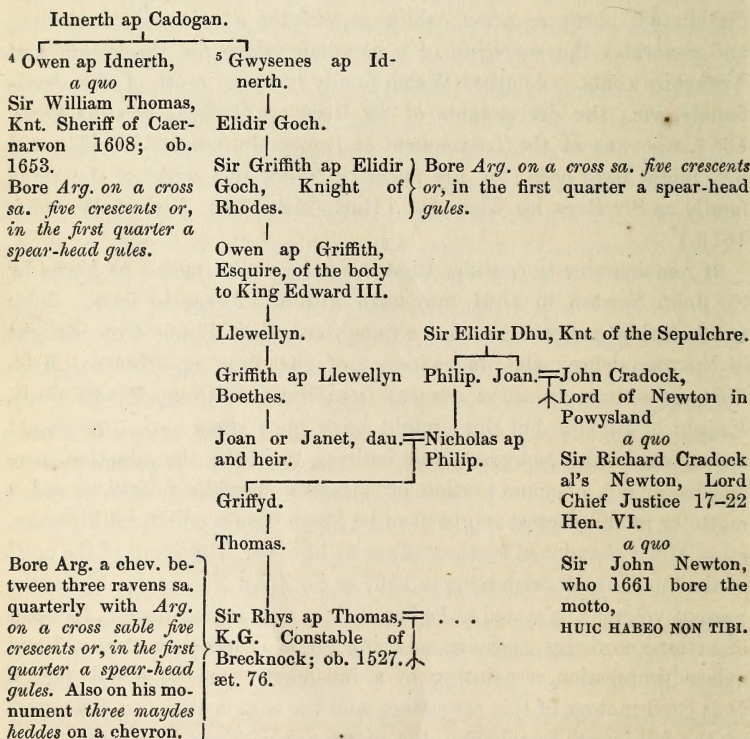 Idnerth ap Cadogan.
⁴ Owen ap Idnerth,
a quo
Sir William Thomas,
Knt. Sheriff of Caer-
narvon 1608; ob.
1653.
Bore Arg. on a cross
sa. five crescents or,
in the first quarter a
spear-head gules.
⁵ Gwysenes ap Id-
nerth.
Elidir Goch.
Sir Griffith ap Elidir
Goch, Knight of
Rhodes.
Bore Arg. on a cross sa. five crescents
or, in the first quarter a spear-head
gules.
Owen ap Griffith,
Esquire, of the body
to King Edward III.
Llewellyn.
Griffith ap Llewellyn
Boethes.
Sir Elidir Dhu, Knt of the Sepulchre.
Philip. Joan.
John Cradock,
Lord of Newton in
Powysland
a quo
Sir Richard Cradock
al's Newton, Lord
Chief Justice 17–22
Hen. VI.
a quo
Sir John Newton,
who 1661 bore the
motto,
HUIC HABEO NON TIBI.
Joan or Janet, dau.
and heir.
Nicholas ap
Philip.
Griffyd.
Thomas.
Bore Arg. a chev. be-
tween three ravens sa.
quarterly with Arg.
on a cross sable five
crescents or, in the first
quarter a spear-head
gules. Also on his mo-
nument three maydes
heddes on a chevron.
Sir Rhys ap Thomas, . . .
K.G. Constable of
Brecknock; ob. 1527.
æt. 76.